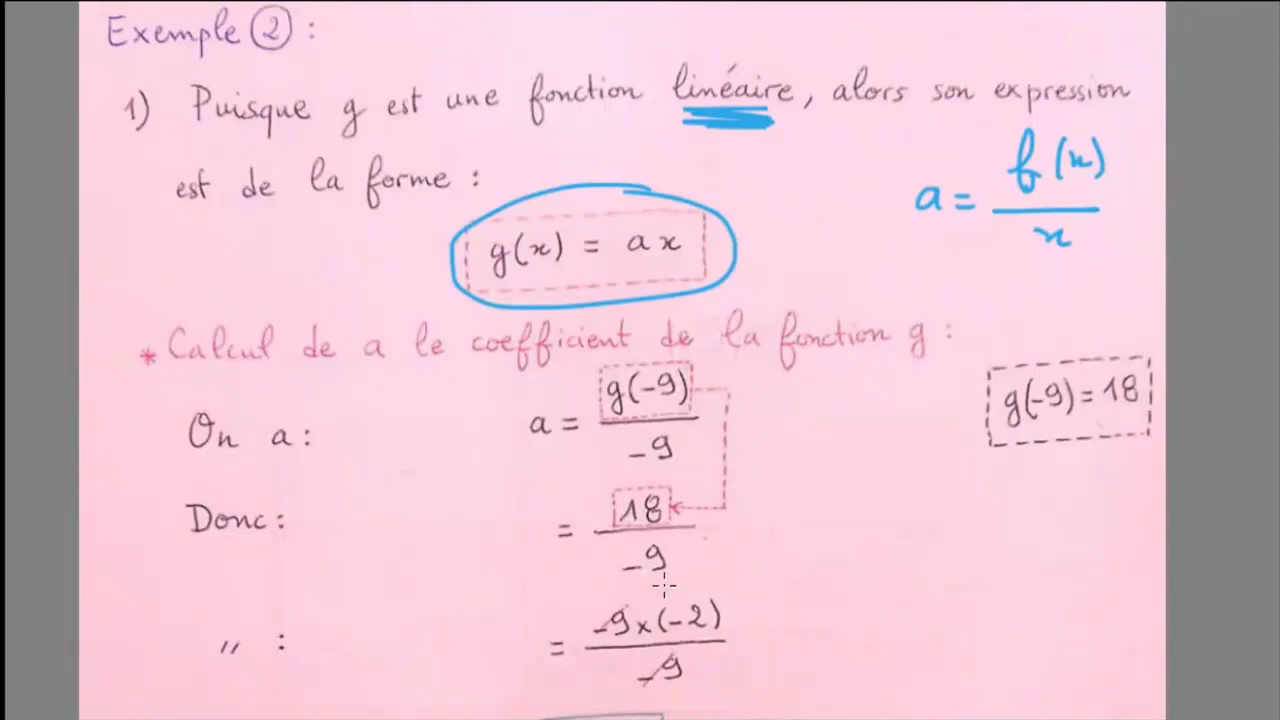 Exemple ② :
1) Puisque g est une fonction linéaire, alors son expression
est de la forme :
a = f(x) / x
g(x) = ax
* Calcul de a le coefficient de la fonction g :
On a : a = g(-9) / -9
g(-9) = 18
Donc : = 18 / -9
〃 : = -9 × (-2) / -9